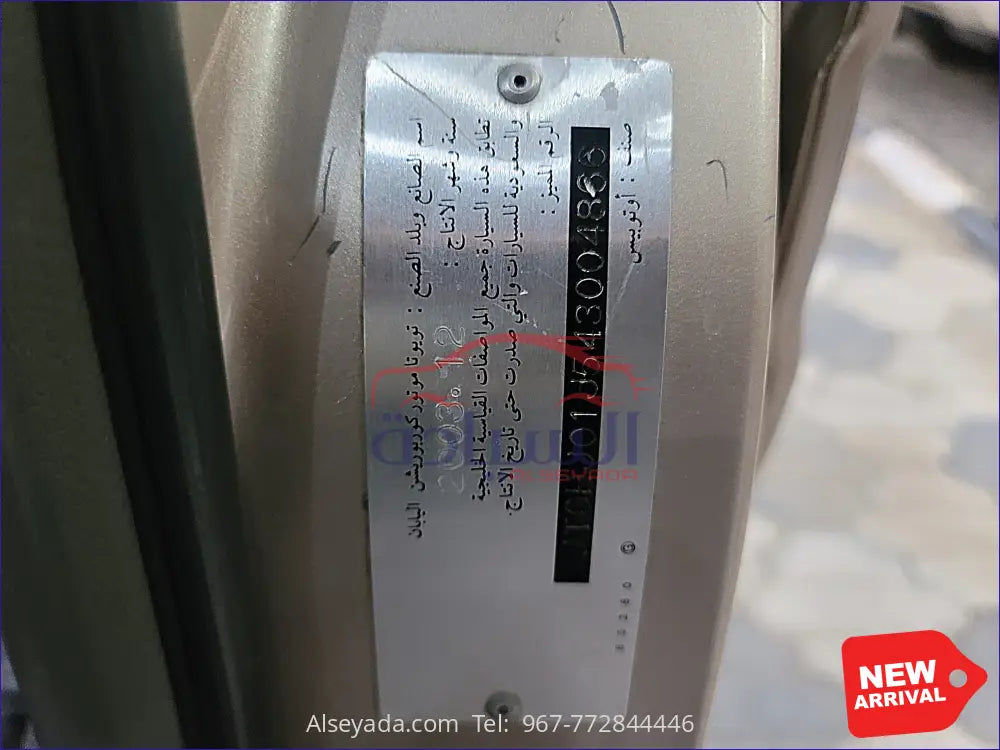 اسم الصانع وبلد الصنع : تويوتا موتور كوربوريشن اليابان
سنة وشهر الانتاج : 2003.12
تطابق هذه السيارة جميع المواصفات القياسية الخليجية
والسعودية للسيارات والتي صدرت حتى تاريخ الانتاج.
الرقم المميز :
صنف : أوتوبيس
السيادة
ALSYADA
NEW
ARRIVAL
Alseyada.com Tel: 967-772844446